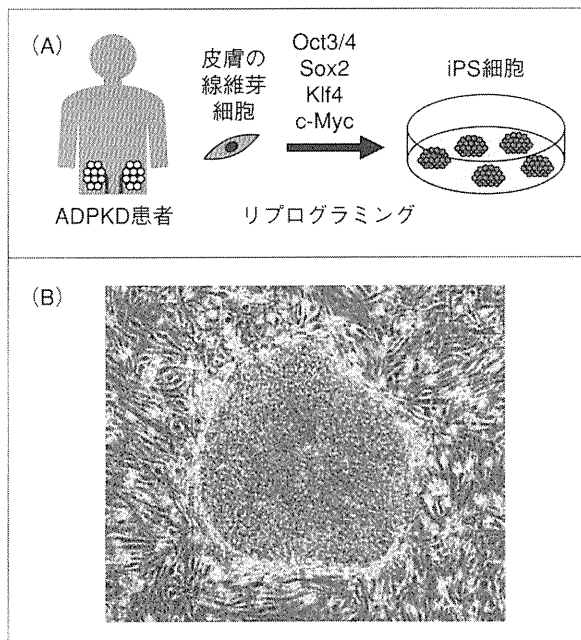 (A)
皮膚の
線維芽
細胞
Oct3/4
Sox2
Klf4
c-Myc
iPS細胞
ADPKD患者
リプログラミング
(B)